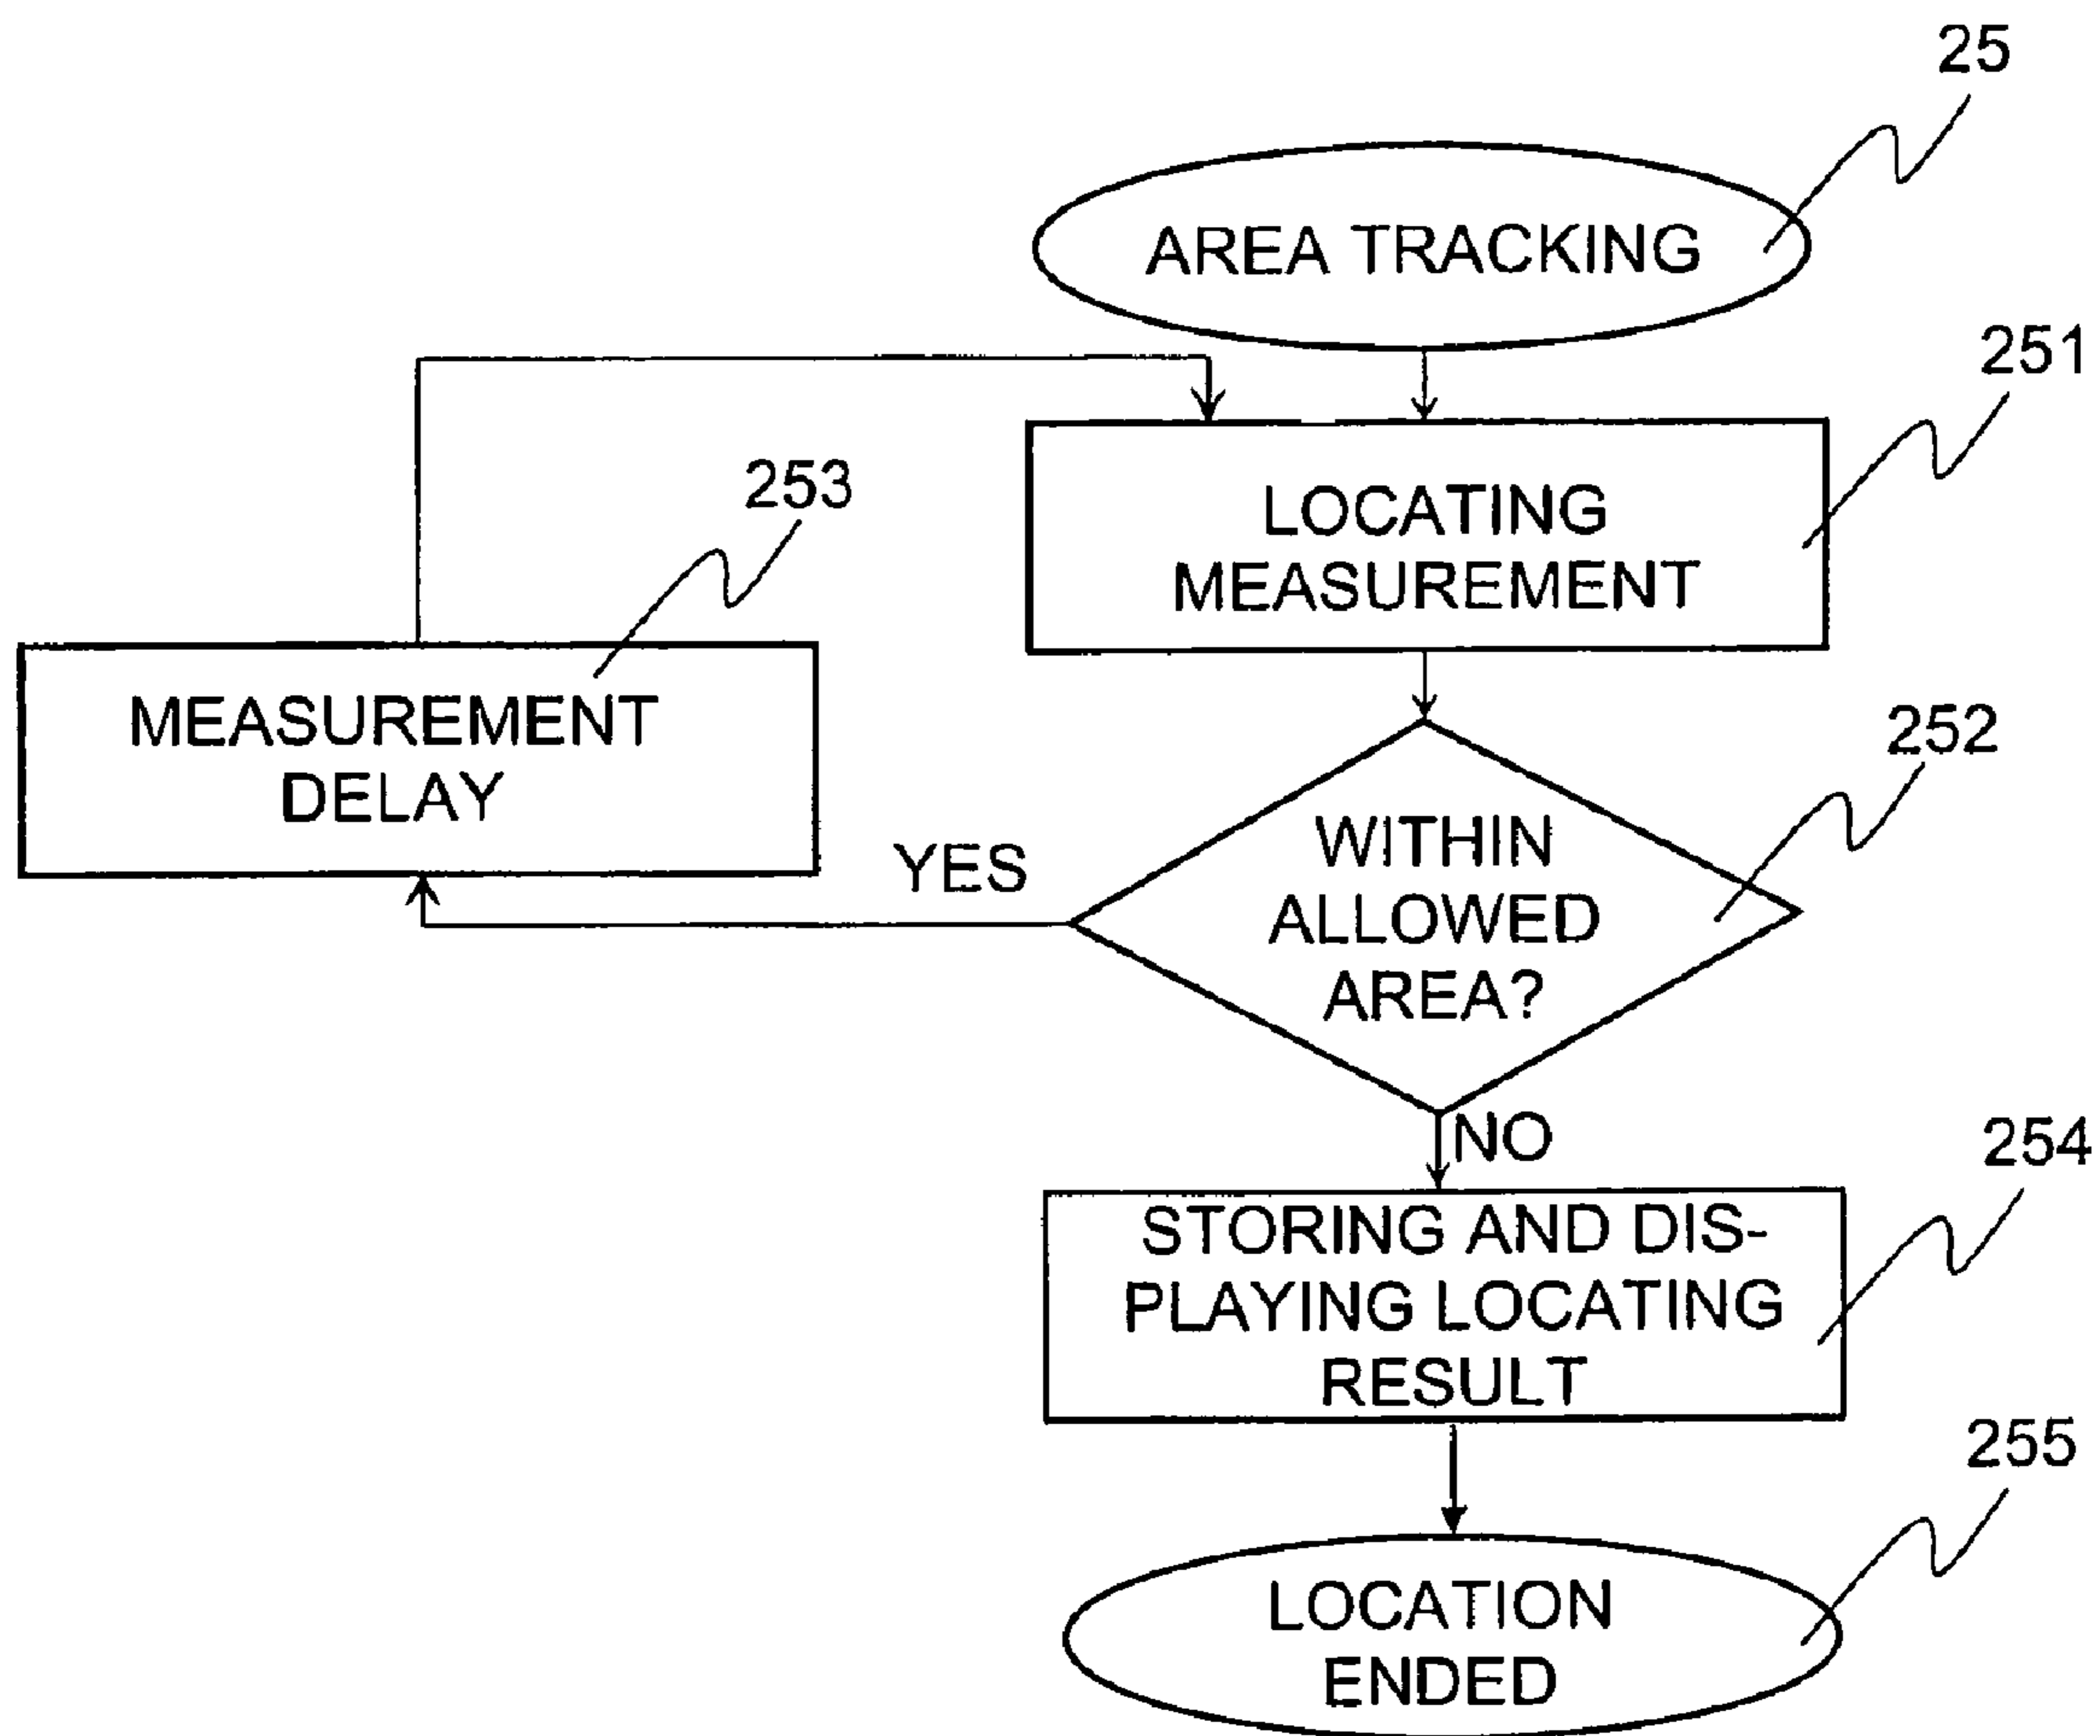 25
AREA TRACKING
251
LOCATING
MEASUREMENT
253
MEASUREMENT
DELAY
252
WITHIN
ALLOWED
AREA?
YES
NO
254
STORING AND DIS-
PLAYING LOCATING
RESULT
255
LOCATION
ENDED